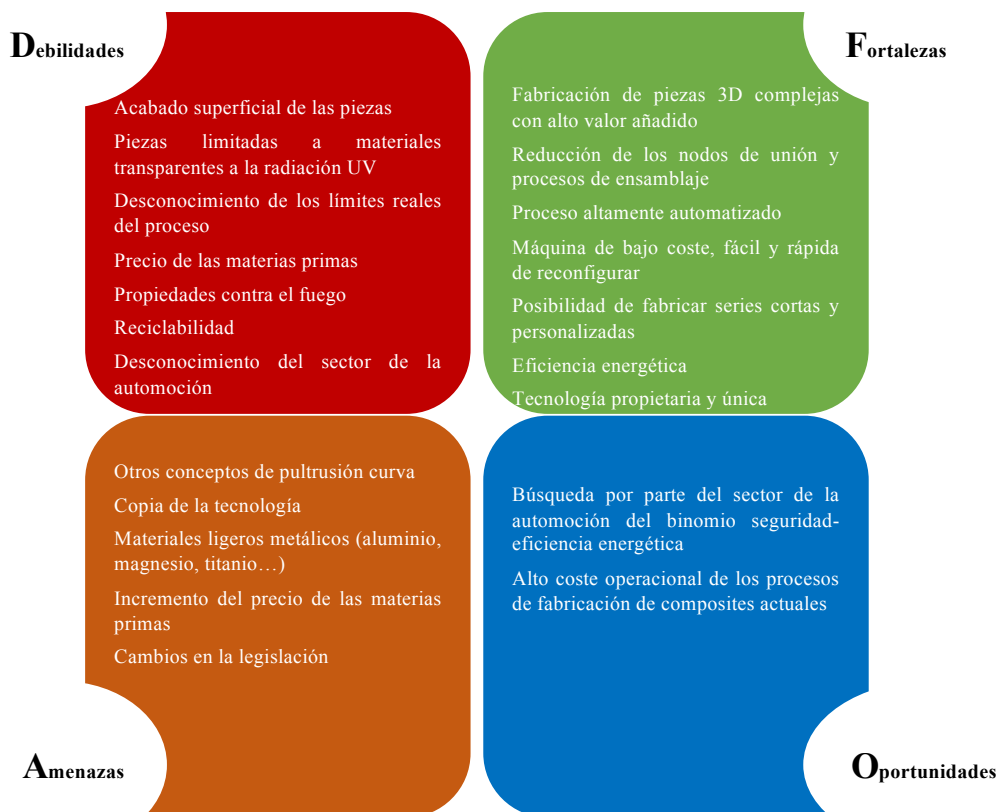 Debilidades
Acabado superficial de las piezas
Piezas limitadas a materiales
transparentes a la radiación UV
Desconocimiento de los límites reales
del proceso
Precio de las materias primas
Propiedades contra el fuego
Reciclabilidad
Desconocimiento del sector de la
automoción
Fortalezas
Fabricación de piezas 3D complejas
con alto valor añadido
Reducción de los nodos de unión y
procesos de ensamblaje
Proceso altamente automatizado
Máquina de bajo coste, fácil y rápida
de reconfigurar
Posibilidad de fabricar series cortas y
personalizadas
Eficiencia energética
Tecnología propietaria y única
Otros conceptos de pultrusión curva
Copia de la tecnología
Materiales ligeros metálicos (aluminio,
magnesio, titanio…)
Incremento del precio de las materias
primas
Cambios en la legislación
Amenazas
Búsqueda por parte del sector de la
automoción del binomio seguridad-
eficiencia energética
Alto coste operacional de los procesos
de fabricación de composites actuales
Oportunidades